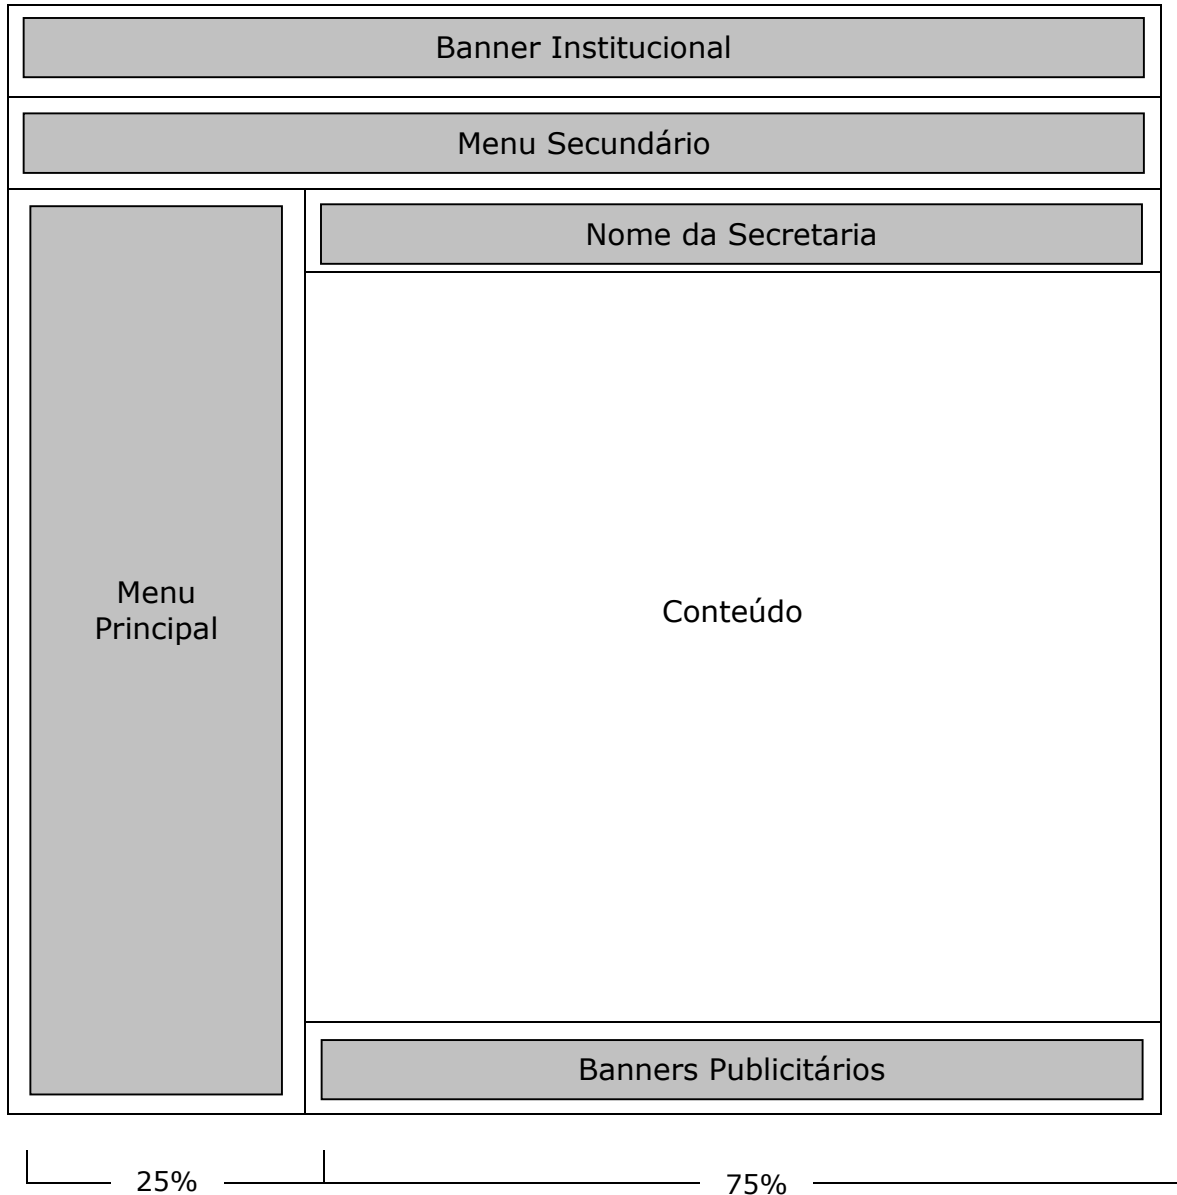 Banner Institucional
Menu Secundário
Nome da Secretaria
Menu
Principal
Conteúdo
Banners Publicitários
25%
75%